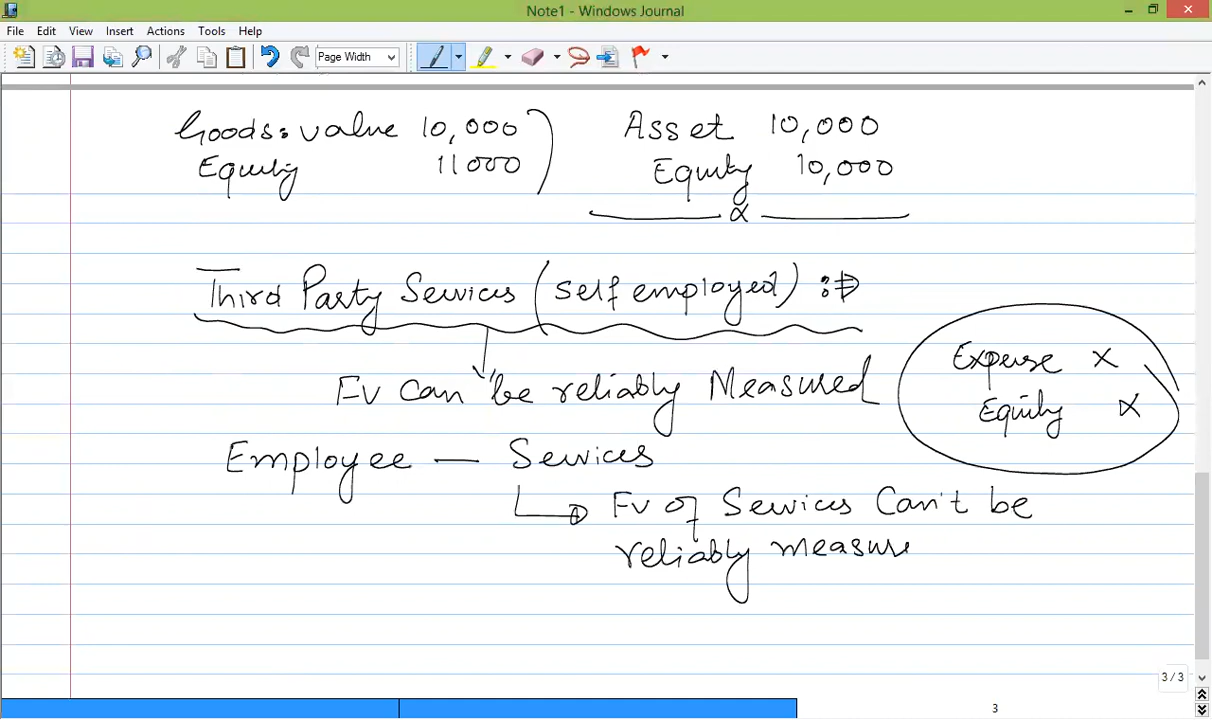 Note1 - Windows Journal
File Edit View Insert Actions Tools Help
Page Width
Goods: value 10,000
Equity 11000
Asset 10,000
Equity 10,000
Third Party Services (self employed) :
Fv can be reliably Measured
Expense x
Equity x
Employee — Services
Fv of Services Can't be
reliably measure
3 / 3
3